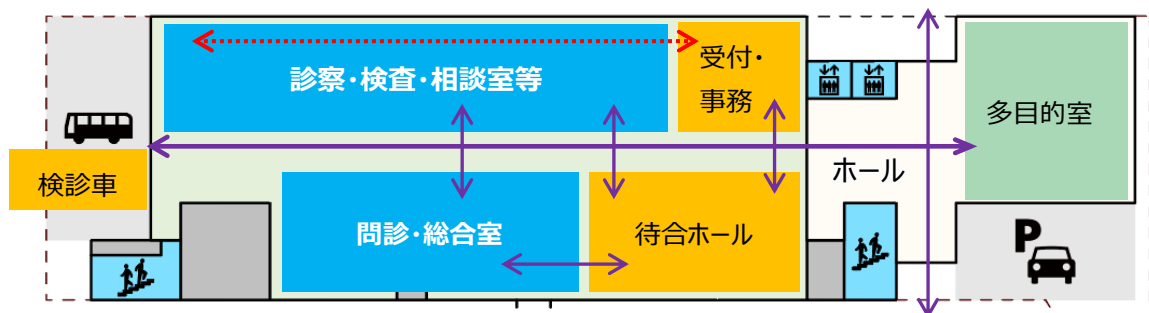 診察・検査・相談室等
受付・
事務
多目的室
検診車
ホール
問診・総合室
待合ホール
P